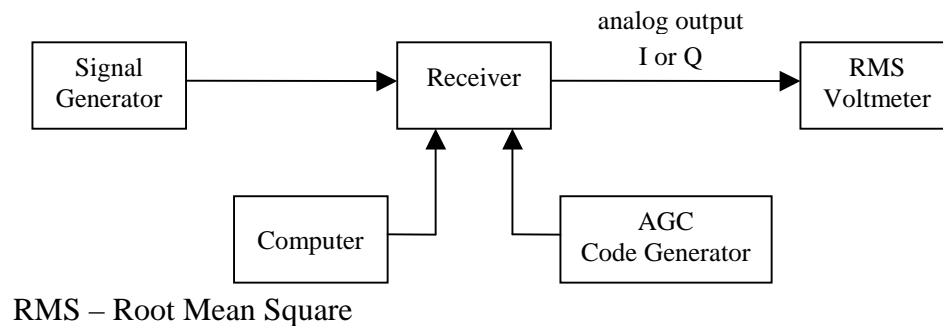 analog output
I or Q
Signal
Generator
Receiver
RMS
Voltmeter
Computer
AGC
Code Generator
RMS – Root Mean Square